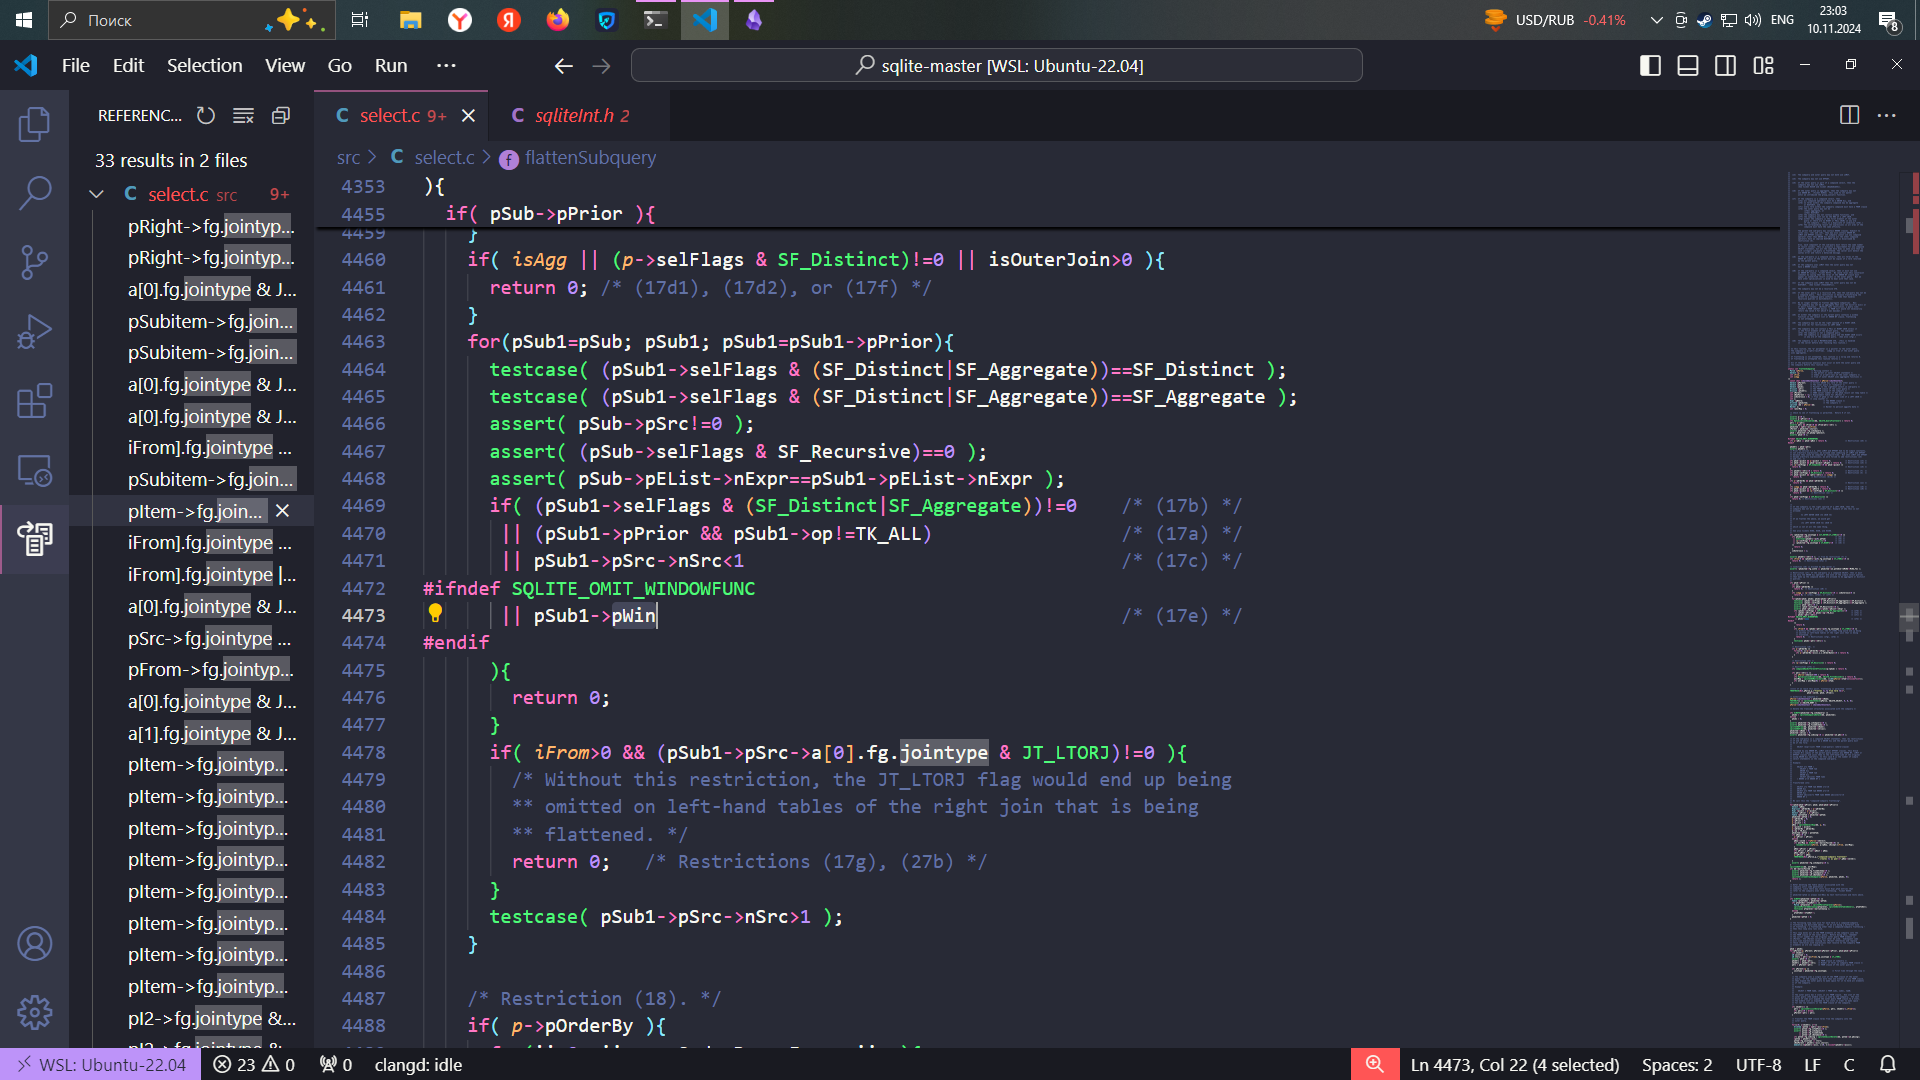 Поиск
USD/RUB -0.41%
ENG
23:03
10.11.2024
8
File Edit Selection View Go Run ···
sqlite-master [WSL: Ubuntu-22.04]
REFERENC...
C select.c 9+
C sqliteInt.h 2
33 results in 2 files
C select.c src 9+
pRight->fg.jointyp...
pRight->fg.jointyp...
a[0].fg.jointype & J...
pSubitem->fg.join...
pSubitem->fg.join...
a[0].fg.jointype & J...
a[0].fg.jointype & J...
iFrom].fg.jointype ...
pSubitem->fg.join...
pItem->fg.join...
iFrom].fg.jointype ...
iFrom].fg.jointype |...
a[0].fg.jointype & J...
pSrc->fg.jointype ...
pFrom->fg.jointyp...
a[0].fg.jointype & J...
a[1].fg.jointype & J...
pItem->fg.jointyp...
pItem->fg.jointyp...
pItem->fg.jointyp...
pItem->fg.jointyp...
pItem->fg.jointyp...
pItem->fg.jointyp...
pItem->fg.jointyp...
pItem->fg.jointyp...
pI2->fg.jointype &...
pI2->fg.jointype &...
src > C select.c > f flattenSubquery
4353 ){
4455 if( pSub->pPrior ){
4459 }
4460 if( isAgg || (p->selFlags & SF_Distinct)!=0 || isOuterJoin>0 ){
4461 return 0; /* (17d1), (17d2), or (17f) */
4462 }
4463 for(pSub1=pSub; pSub1; pSub1=pSub1->pPrior){
4464 testcase( (pSub1->selFlags & (SF_Distinct|SF_Aggregate))==SF_Distinct );
4465 testcase( (pSub1->selFlags & (SF_Distinct|SF_Aggregate))==SF_Aggregate );
4466 assert( pSub->pSrc!=0 );
4467 assert( (pSub->selFlags & SF_Recursive)==0 );
4468 assert( pSub->pEList->nExpr==pSub1->pEList->nExpr );
4469 if( (pSub1->selFlags & (SF_Distinct|SF_Aggregate))!=0 /* (17b) */
4470 || (pSub1->pPrior && pSub1->op!=TK_ALL) /* (17a) */
4471 || pSub1->pSrc->nSrc<1 /* (17c) */
4472 #ifndef SQLITE_OMIT_WINDOWFUNC
4473 || pSub1->pWin /* (17e) */
4474 #endif
4475 ){
4476 return 0;
4477 }
4478 if( iFrom>0 && (pSub1->pSrc->a[0].fg.jointype & JT_LTORJ)!=0 ){
4479 /* Without this restriction, the JT_LTORJ flag would end up being
4480 ** omitted on left-hand tables of the right join that is being
4481 ** flattened. */
4482 return 0; /* Restrictions (17g), (27b) */
4483 }
4484 testcase( pSub1->pSrc->nSrc>1 );
4485 }
4486
4487 /* Restriction (18). */
4488 if( p->pOrderBy ){
WSL: Ubuntu-22.04 23 0 0 clangd: idle
Ln 4473, Col 22 (4 selected) Spaces: 2 UTF-8 LF C